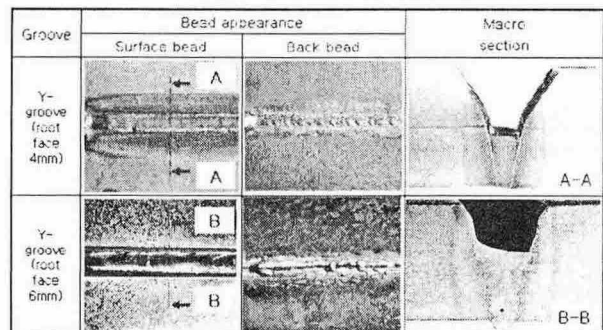 Groove
Bead appearance
Surface bead
Back bead
Macro
section
Y-
groove
(root
face
4mm)
A
A
A-A
Y-
groove
(root
face
6mm)
B
B
B-B